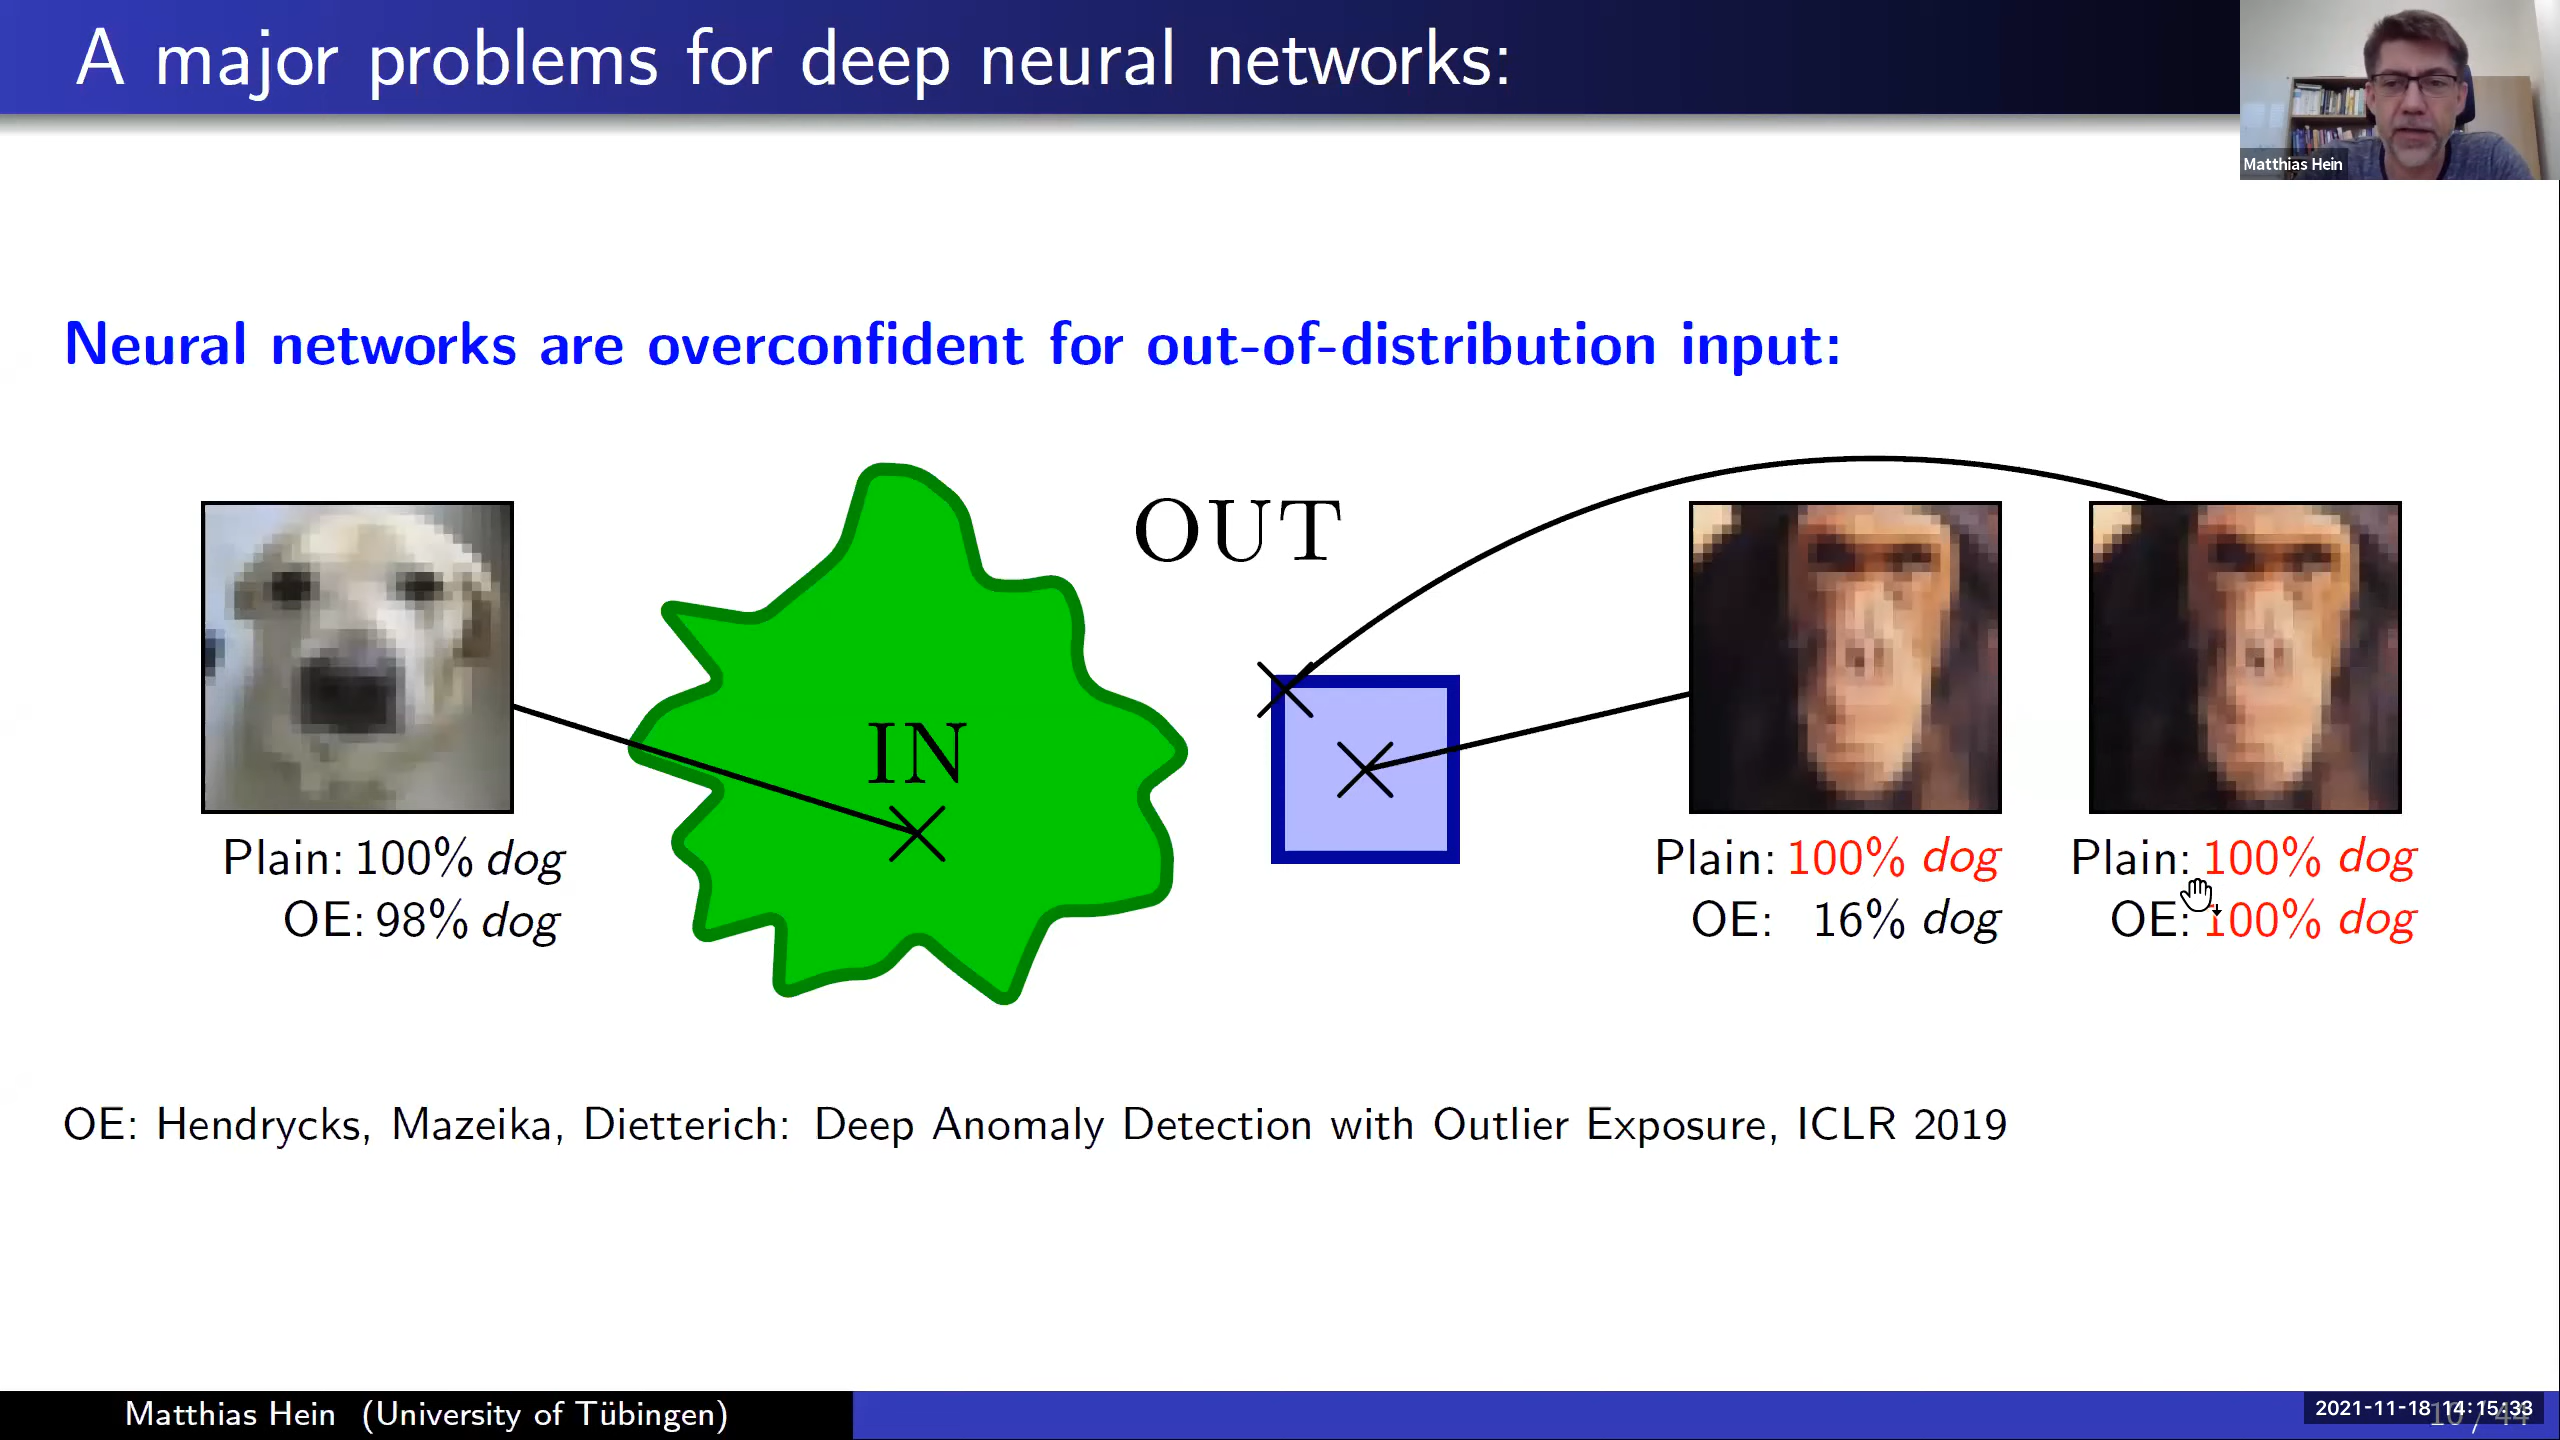 A major problems for deep neural networks:
Matthias Hein
Neural networks are overconfident for out-of-distribution input:
OUT
IN
Plain: 100% dog
OE: 98% dog
Plain: 100% dog
OE: 16% dog
Plain: 100% dog
OE: 100% dog
OE: Hendrycks, Mazeika, Dietterich: Deep Anomaly Detection with Outlier Exposure, ICLR 2019
Matthias Hein (University of Tübingen)
2021-11-18 14:15:33
10 / 44